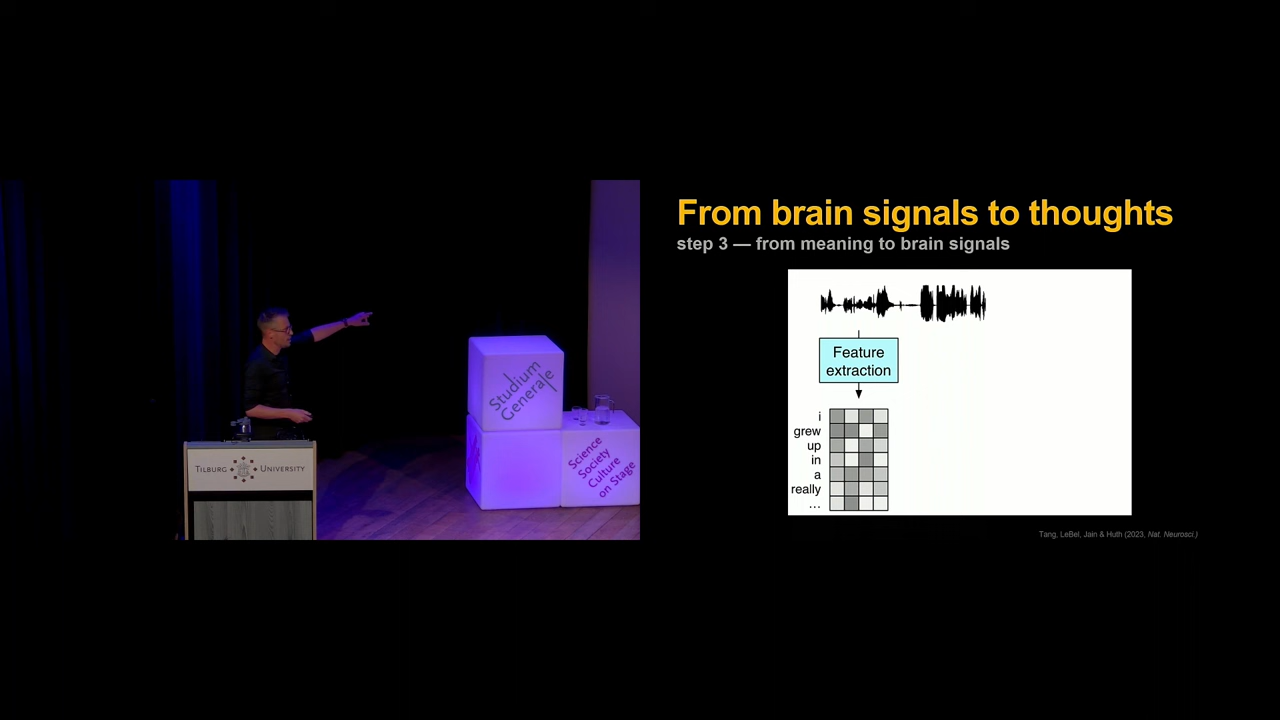 From brain signals to thoughts
step 3 — from meaning to brain signals
Feature
extraction
i
grew
up
in
a
really
...
Tang, LeBel, Jain & Huth (2023, Nat. Neurosci.)
Studium
Generale
Science
Society
Culture
on Stage
TILBURG UNIVERSITY